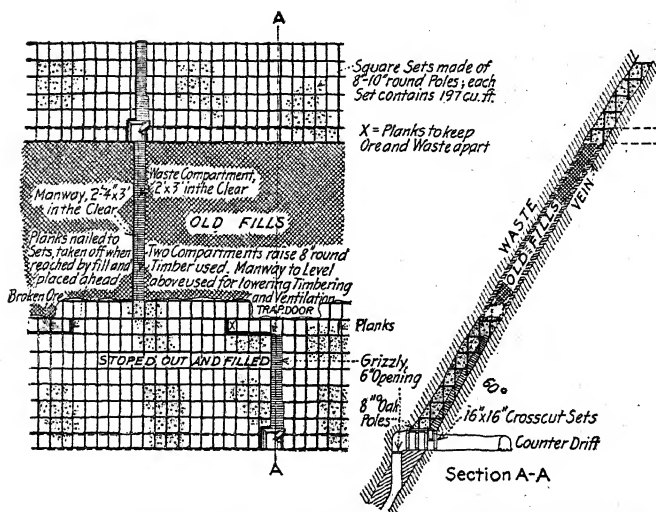 A
Square Sets made of
8"-10" round Poles; each
Set contains 197 cu. ft.
X = Planks to keep
Ore and Waste apart
Waste Compartment,
2'x 3' in the Clear
Manway, 2'-4"x 3'
in the Clear
OLD FILLS
Planks nailed to
Sets, taken off when
reached by fill and
placed ahead
Two Compartments raise 8" round
Timber used. Manway to Level
above used for lowering Timbering
and Ventilation
Broken Ore
TRAP DOOR
X
Planks
STOPED OUT AND FILLED
Grizzly,
6" Opening
A
WASTE
OLD FILLS
VEIN
60°
8" Oak
Poles
16"x 16" Crosscut Sets
Counter Drift
Section A-A